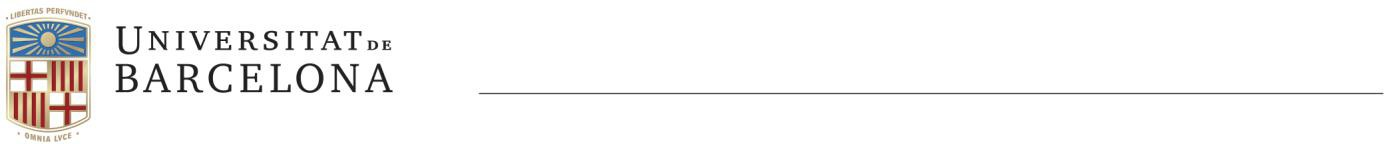 · LIBERTAS PERFVNDET ·
UNIVERSITAT DE
BARCELONA
· OMNIA LVCE ·